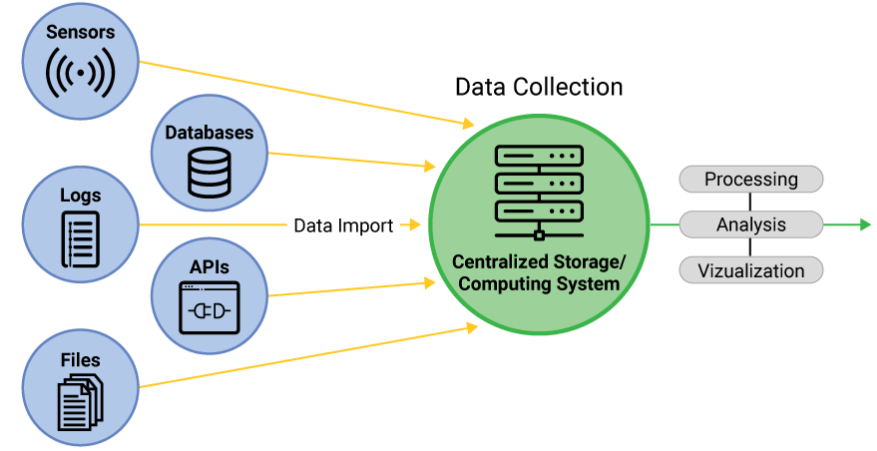 Sensors
Databases
Logs
APIs
Files
Data Import
Data Collection
Centralized Storage/
Computing System
Processing
Analysis
Vizualization